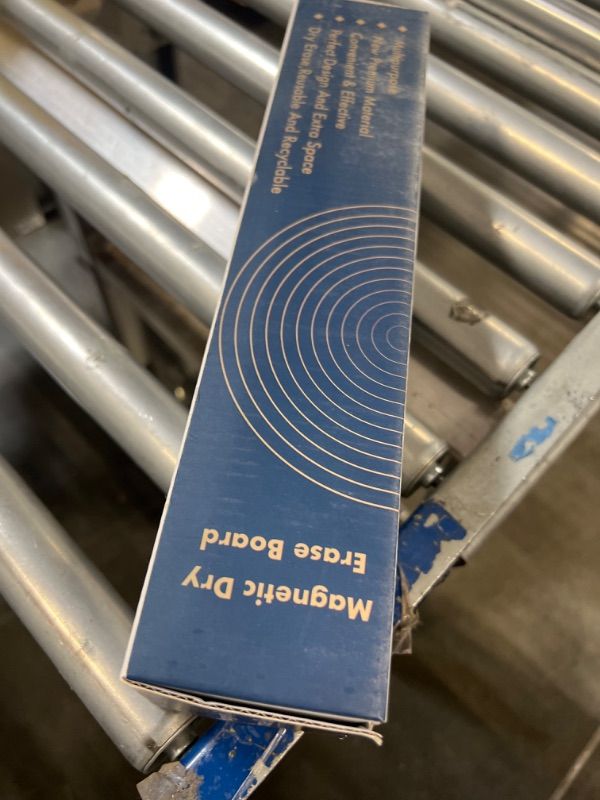 Magnetic Dry
Erase Board
Multipurpose
New Premium Material
Convenient & Effective
Perfect Design And Extra Space
Dry Erase Reusable And Recyclable